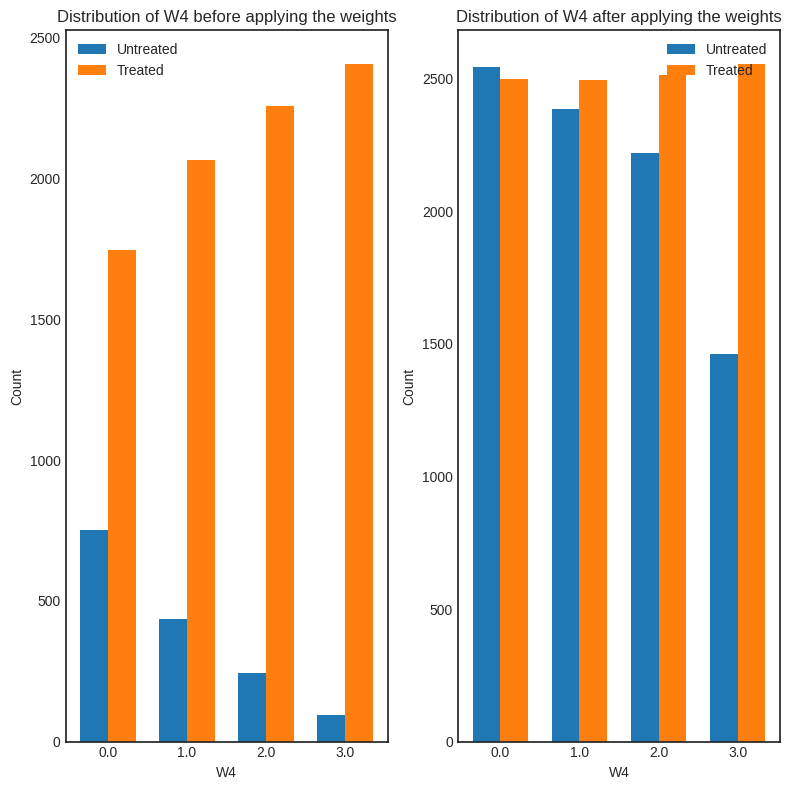 Distribution of W4 before applying the weights
Untreated
Treated
2500
2000
1500
1000
500
0
Count
0.0 1.0 2.0 3.0
W4
Distribution of W4 after applying the weights
Untreated
Treated
2500
2000
1500
1000
500
0
Count
0.0 1.0 2.0 3.0
W4